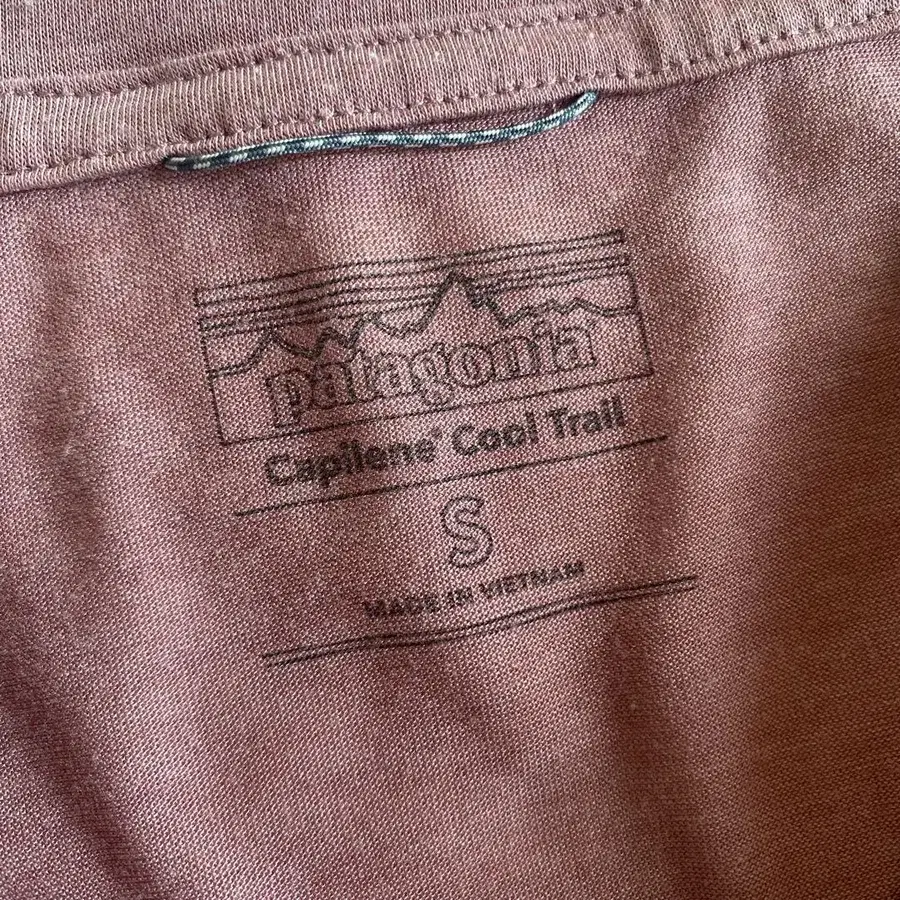 patagonia
Capilene® Cool Trail
S
MADE IN VIETNAM